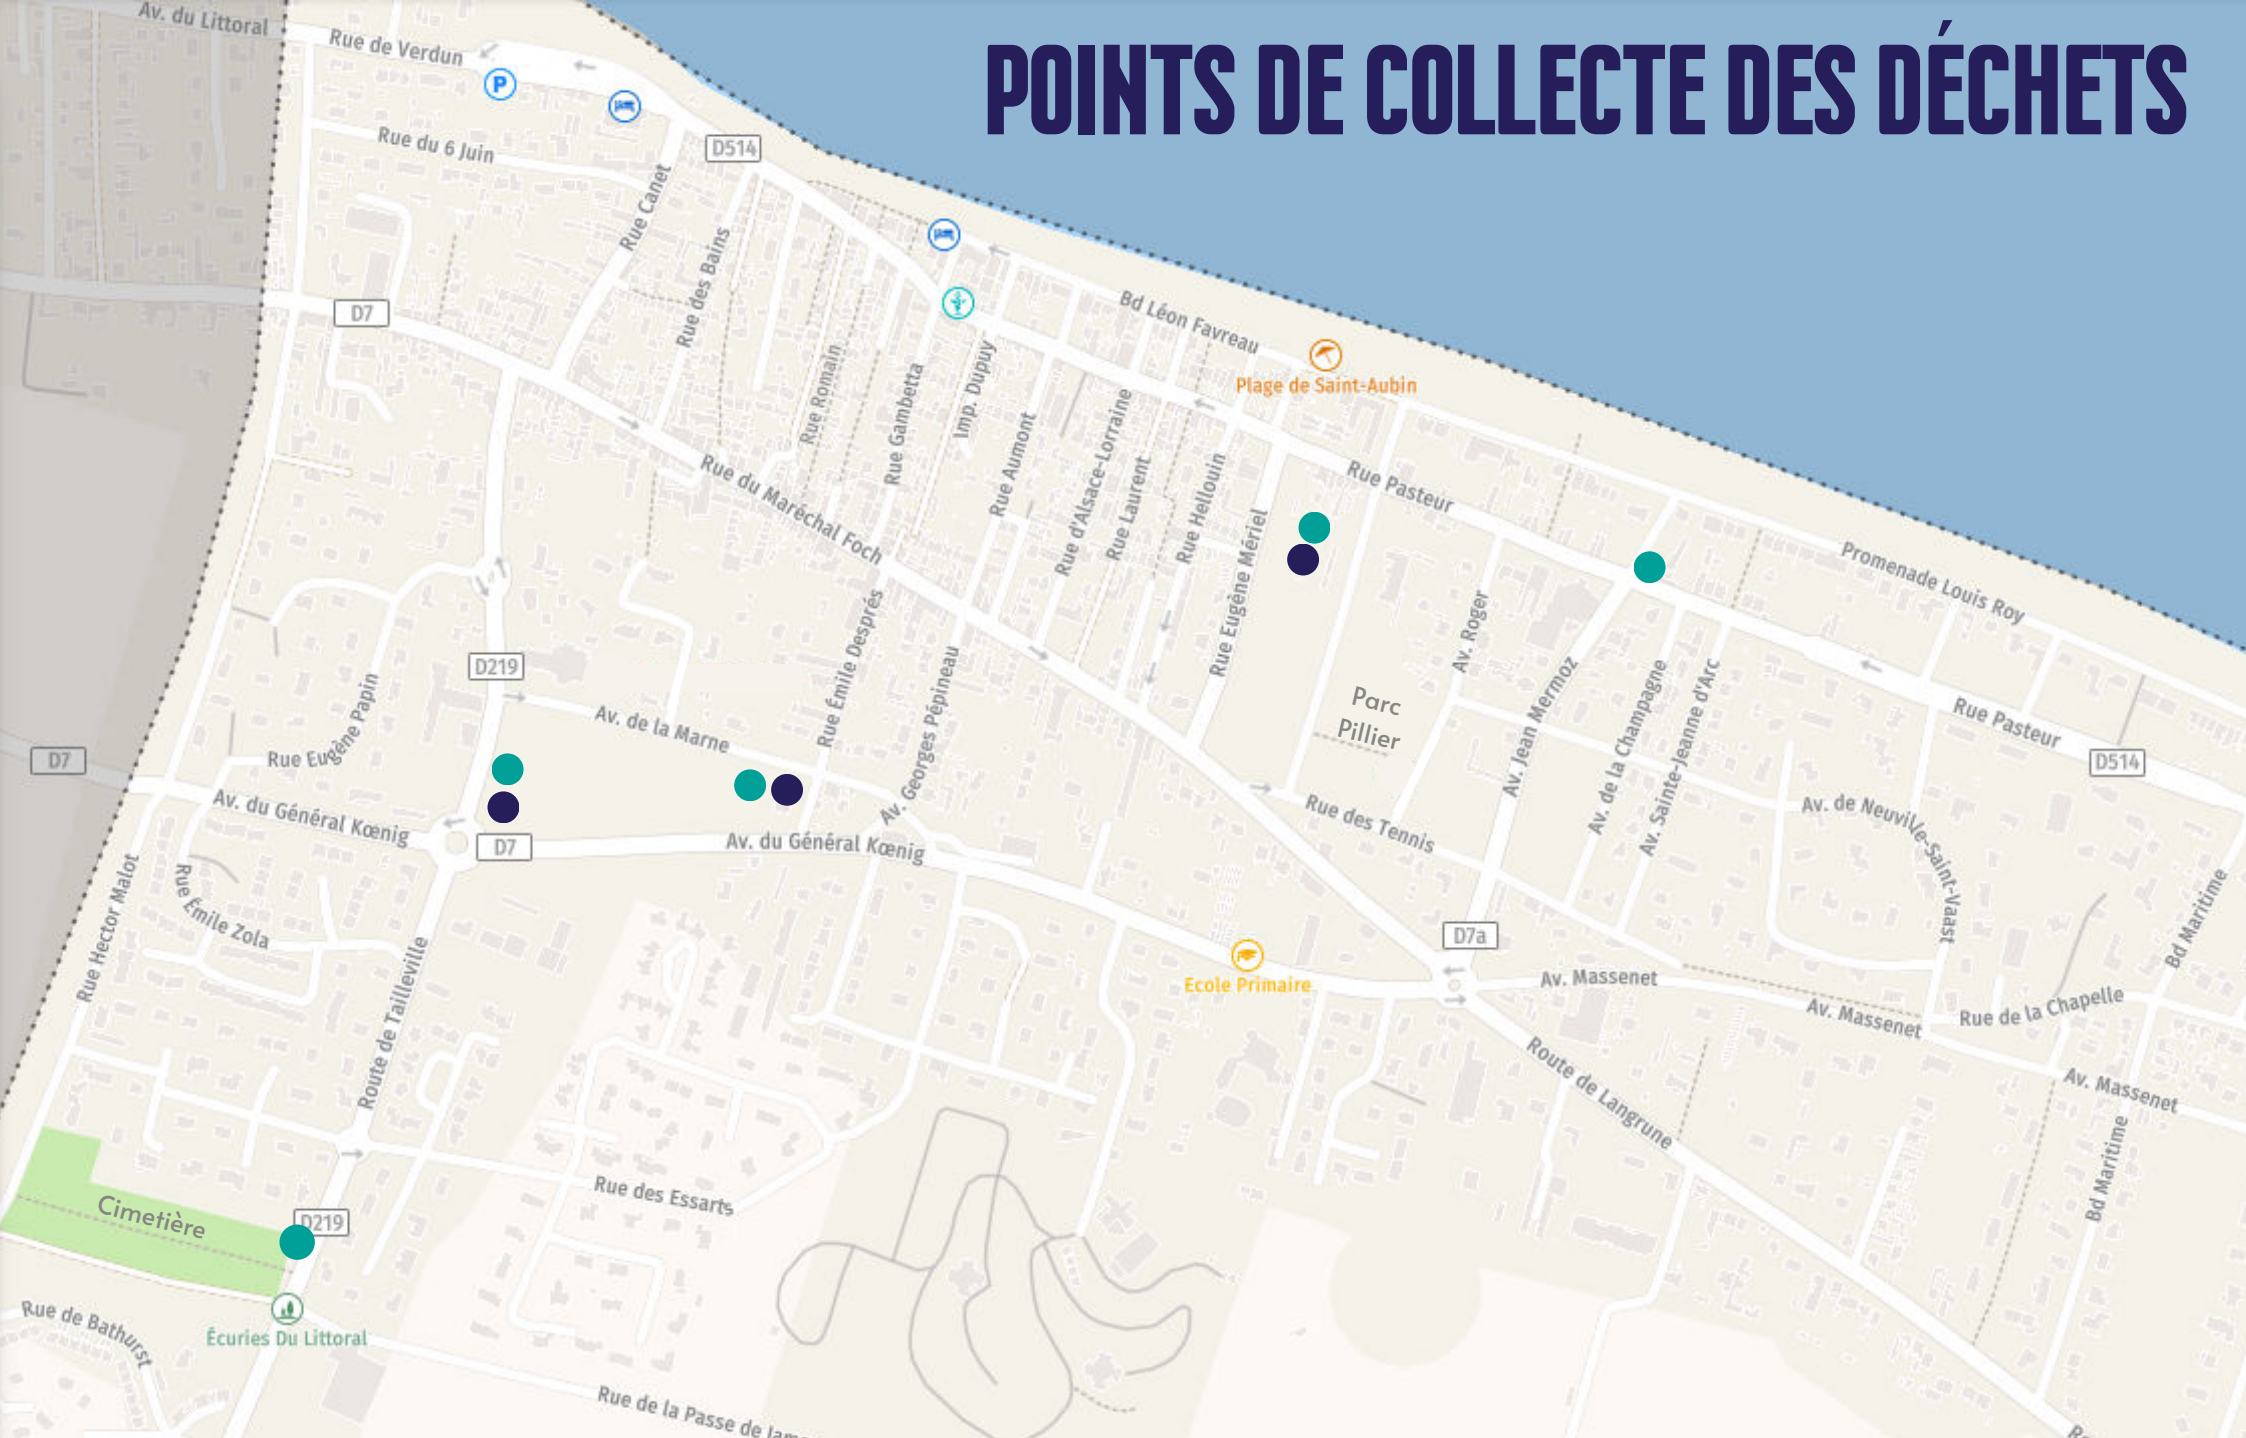 POINTS DE COLLECTE DES DÉCHETS
Av. du Littoral
Rue de Verdun
P
Rue du 6 Juin
D514
Rue Canet
Rue des Bains
D7
Bd Léon Favreau
Plage de Saint-Aubin
Rue Romain
Rue Gambetta
Imp. Dupuy
Rue Aumont
Rue d'Alsace-Lorraine
Rue Laurent
Rue Hellouin
Rue Eugène Mériel
Rue Pasteur
Rue du Maréchal Foch
Promenade Louis Roy
Rue Émile Després
Av. Georges Pépineau
Av. Roger
Parc
Pillier
Av. Jean Mermoz
Av. de la Champagne
Av. Sainte-Jeanne d'Arc
Rue Pasteur
D514
D219
Av. de la Marne
Rue Eugène Papin
D7
Av. du Général Kœnig
D7
Av. du Général Kœnig
Rue des Tennis
Av. de Neuville-Saint-Vaast
Bd Maritime
Rue Hector Malot
Rue Émile Zola
Route de Tailleville
D7a
Ecole Primaire
Av. Massenet
Av. Massenet
Rue de la Chapelle
Av. Massenet
Route de Langrune
Bd Maritime
Rue des Essarts
Cimetière
D219
Écuries Du Littoral
Rue de Bathurst
Rue de la Passe de